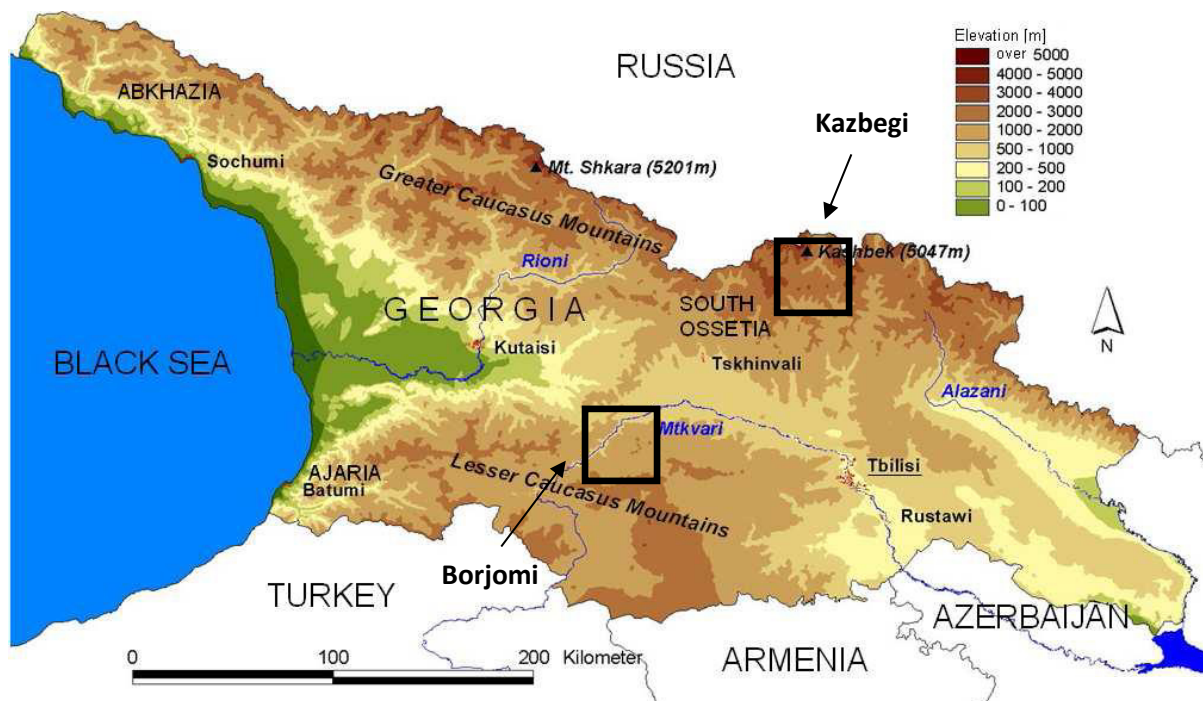 RUSSIA
Elevation [m]
over 5000
4000 - 5000
3000 - 4000
2000 - 3000
1000 - 2000
500 - 1000
200 - 500
100 - 200
0 - 100
ABKHAZIA
Kazbegi
Sochumi
Mt. Shkara (5201m)
Greater Caucasus Mountains
Kashbek (5047m)
Rioni
GEORGIA
SOUTH
OSSETIA
N
Kutaisi
BLACK SEA
Tskhinvali
Alazani
Mtkvari
AJARIA
Batumi
Lesser Caucasus Mountains
Tbilisi
Rustawi
Borjomi
TURKEY
AZERBAIJAN
ARMENIA
0 100 200 Kilometer